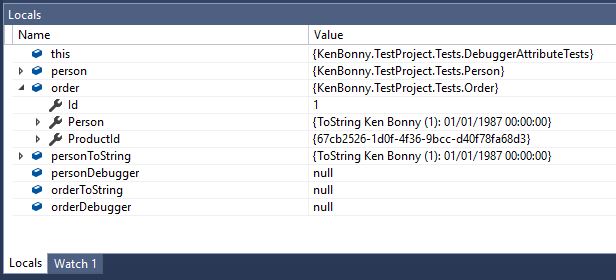 Locals
Name Value
this {KenBonny.TestProject.Tests.DebuggerAttributeTests}
person {KenBonny.TestProject.Tests.Person}
order {KenBonny.TestProject.Tests.Order}
Id 1
Person {ToString Ken Bonny (1): 01/01/1987 00:00:00}
ProductId {67cb2526-1d0f-4f36-9bcc-d40f78fa68d3}
personToString {ToString Ken Bonny (1): 01/01/1987 00:00:00}
personDebugger null
orderToString null
orderDebugger null
Locals Watch 1